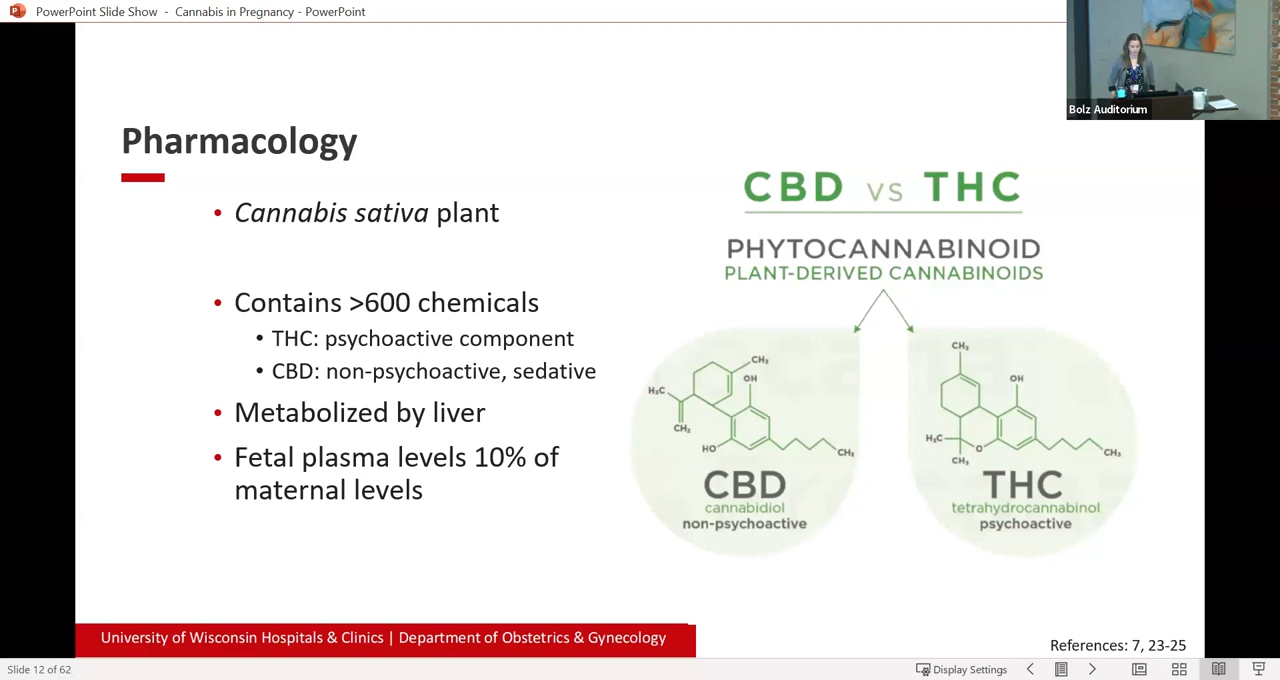 PowerPoint Slide Show - Cannabis in Pregnancy - PowerPoint
Bolz Auditorium
Pharmacology
• Cannabis sativa plant
• Contains >600 chemicals
• THC: psychoactive component
• CBD: non-psychoactive, sedative
• Metabolized by liver
• Fetal plasma levels 10% of
maternal levels
CBD vs THC
PHYTOCANNABINOID
PLANT-DERIVED CANNABINOIDS
CH₃
OH
H₃C
CH₂
HO
CH₃
CBD
cannabidiol
non-psychoactive
CH₃
OH
H₃C
O
CH₃
CH₃
THC
tetrahydrocannabinol
psychoactive
University of Wisconsin Hospitals & Clinics | Department of Obstetrics & Gynecology
References: 7, 23-25
Slide 12 of 62
Display Settings